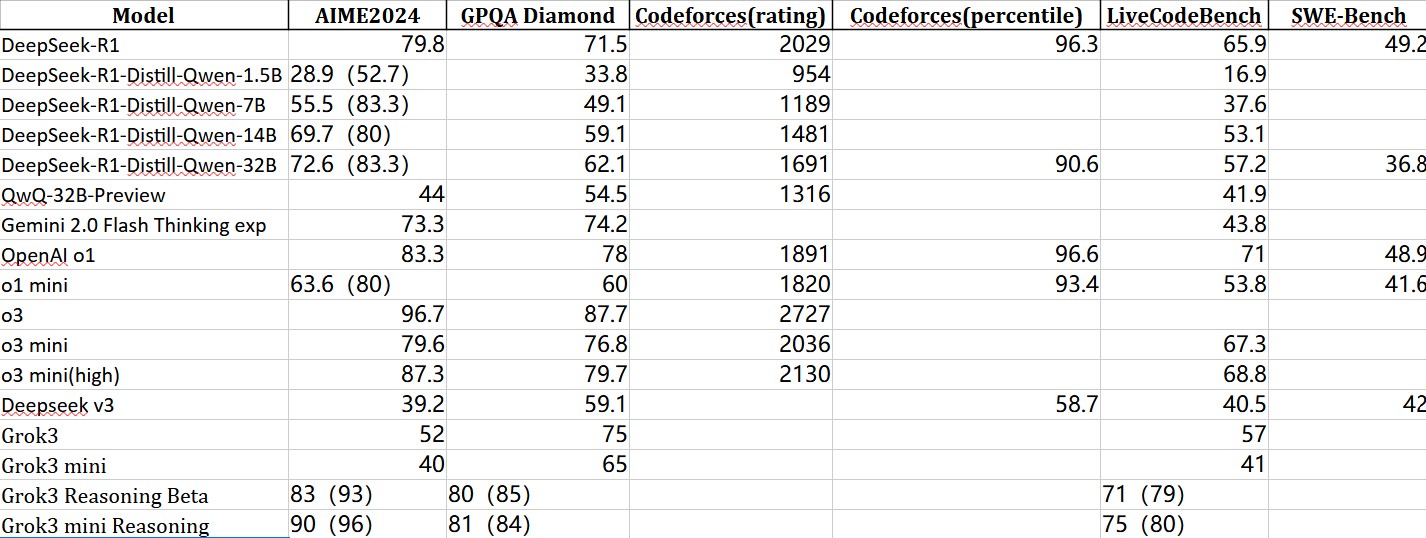 Model AIME2024 GPQA Diamond Codeforces(rating) Codeforces(percentile) LiveCodeBench SWE-Bench
DeepSeek-R1 79.8 71.5 2029 96.3 65.9 49.2
DeepSeek-R1-Distill-Qwen-1.5B 28.9（52.7） 33.8 954 16.9
DeepSeek-R1-Distill-Qwen-7B 55.5（83.3） 49.1 1189 37.6
DeepSeek-R1-Distill-Qwen-14B 69.7（80） 59.1 1481 53.1
DeepSeek-R1-Distill-Qwen-32B 72.6（83.3） 62.1 1691 90.6 57.2 36.8
QwQ-32B-Preview 44 54.5 1316 41.9
Gemini 2.0 Flash Thinking exp 73.3 74.2 43.8
OpenAI o1 83.3 78 1891 96.6 71 48.9
o1 mini 63.6（80） 60 1820 93.4 53.8 41.6
o3 96.7 87.7 2727
o3 mini 79.6 76.8 2036 67.3
o3 mini(high) 87.3 79.7 2130 68.8
Deepseek v3 39.2 59.1 58.7 40.5 42
Grok3 52 75 57
Grok3 mini 40 65 41
Grok3 Reasoning Beta 83（93） 80（85） 71（79）
Grok3 mini Reasoning 90（96） 81（84） 75（80）